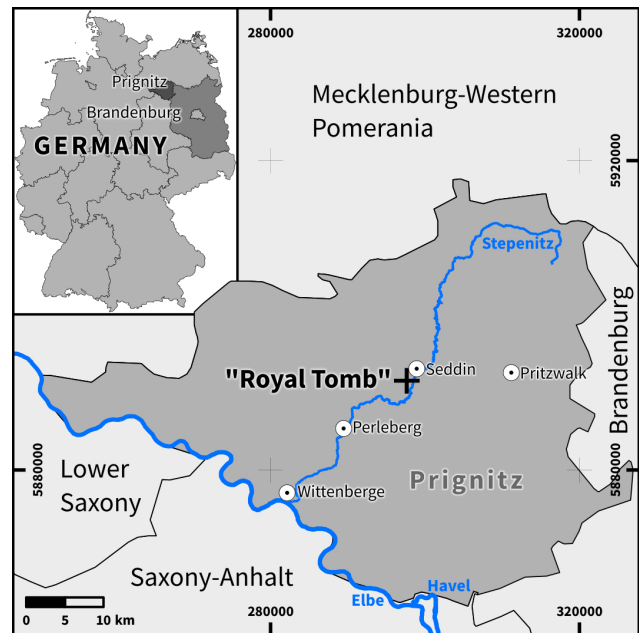 280000
320000
Prignitz
Brandenburg
GERMANY
Mecklenburg-Western
Pomerania
5920000
Stepenitz
Brandenburg
"Royal Tomb"
Seddin
Pritzwalk
Perleberg
5880000
Lower
Saxony
Prignitz
5880000
Wittenberge
Saxony-Anhalt
Elbe
Havel
0 5 10 km
280000
320000